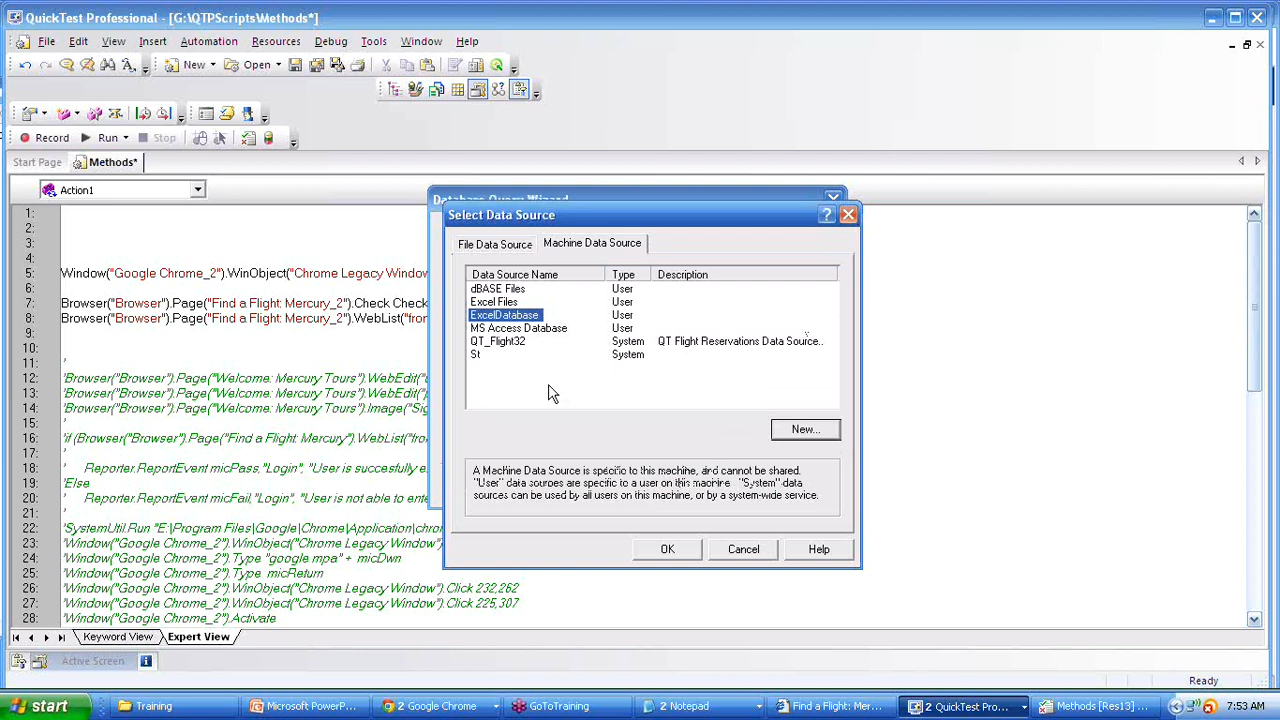 QuickTest Professional - [G:\QTPScripts\Methods*]
File Edit View Insert Automation Resources Debug Tools Window Help
New Open
Record Run Stop
Start Page Methods*
Action1
Database Query Wizard
Select Data Source
File Data Source Machine Data Source
Data Source Name Type Description
dBASE Files User
Excel Files User
ExcelDatabase User
MS Access Database User
QT_Flight32 System QT Flight Reservations Data Source..
St System
New...
A Machine Data Source is specific to this machine, and cannot be shared.
"User" data sources are specific to a user on this machine. "System" data
sources can be used by all users on this machine, or by a system-wide service.
OK Cancel Help
1:
2:
3:
4:
5: Window("Google Chrome_2").WinObject("Chrome Legacy Window
6:
7: Browser("Browser").Page("Find a Flight: Mercury_2").Check Check
8: Browser("Browser").Page("Find a Flight: Mercury_2").WebList("fro
9:
10:
11: '
12: 'Browser("Browser").Page("Welcome: Mercury Tours").WebEdit("
13: 'Browser("Browser").Page("Welcome: Mercury Tours").WebEdit("
14: 'Browser("Browser").Page("Welcome: Mercury Tours").Image("Sig
15: '
16: 'if (Browser("Browser").Page("Find a Flight: Mercury").WebList("fro
17: '
18: ' Reporter.ReportEvent micPass,"Login", "User is succesfully e
19: 'Else
20: ' Reporter.ReportEvent micFail,"Login", "User is not able to ente
21: '
22: 'SystemUtil.Run "E:\Program Files\Google\Chrome\Application\chro
23: 'Window("Google Chrome_2").WinObject("Chrome Legacy Window"
24: 'Window("Google Chrome_2").Type "google mpa" + micDwn
25: 'Window("Google Chrome_2").Type micReturn
26: 'Window("Google Chrome_2").WinObject("Chrome Legacy Window").Click 232,262
27: 'Window("Google Chrome_2").WinObject("Chrome Legacy Window").Click 225,307
28: 'Window("Google Chrome_2").Activate
Keyword View Expert View
Active Screen
Ready
start Training Microsoft PowerP... 2 Google Chrome GoToTraining 2 Notepad Find a Flight: Mer... 2 QuickTest Pro... Methods [Res13] ... 7:53 AM